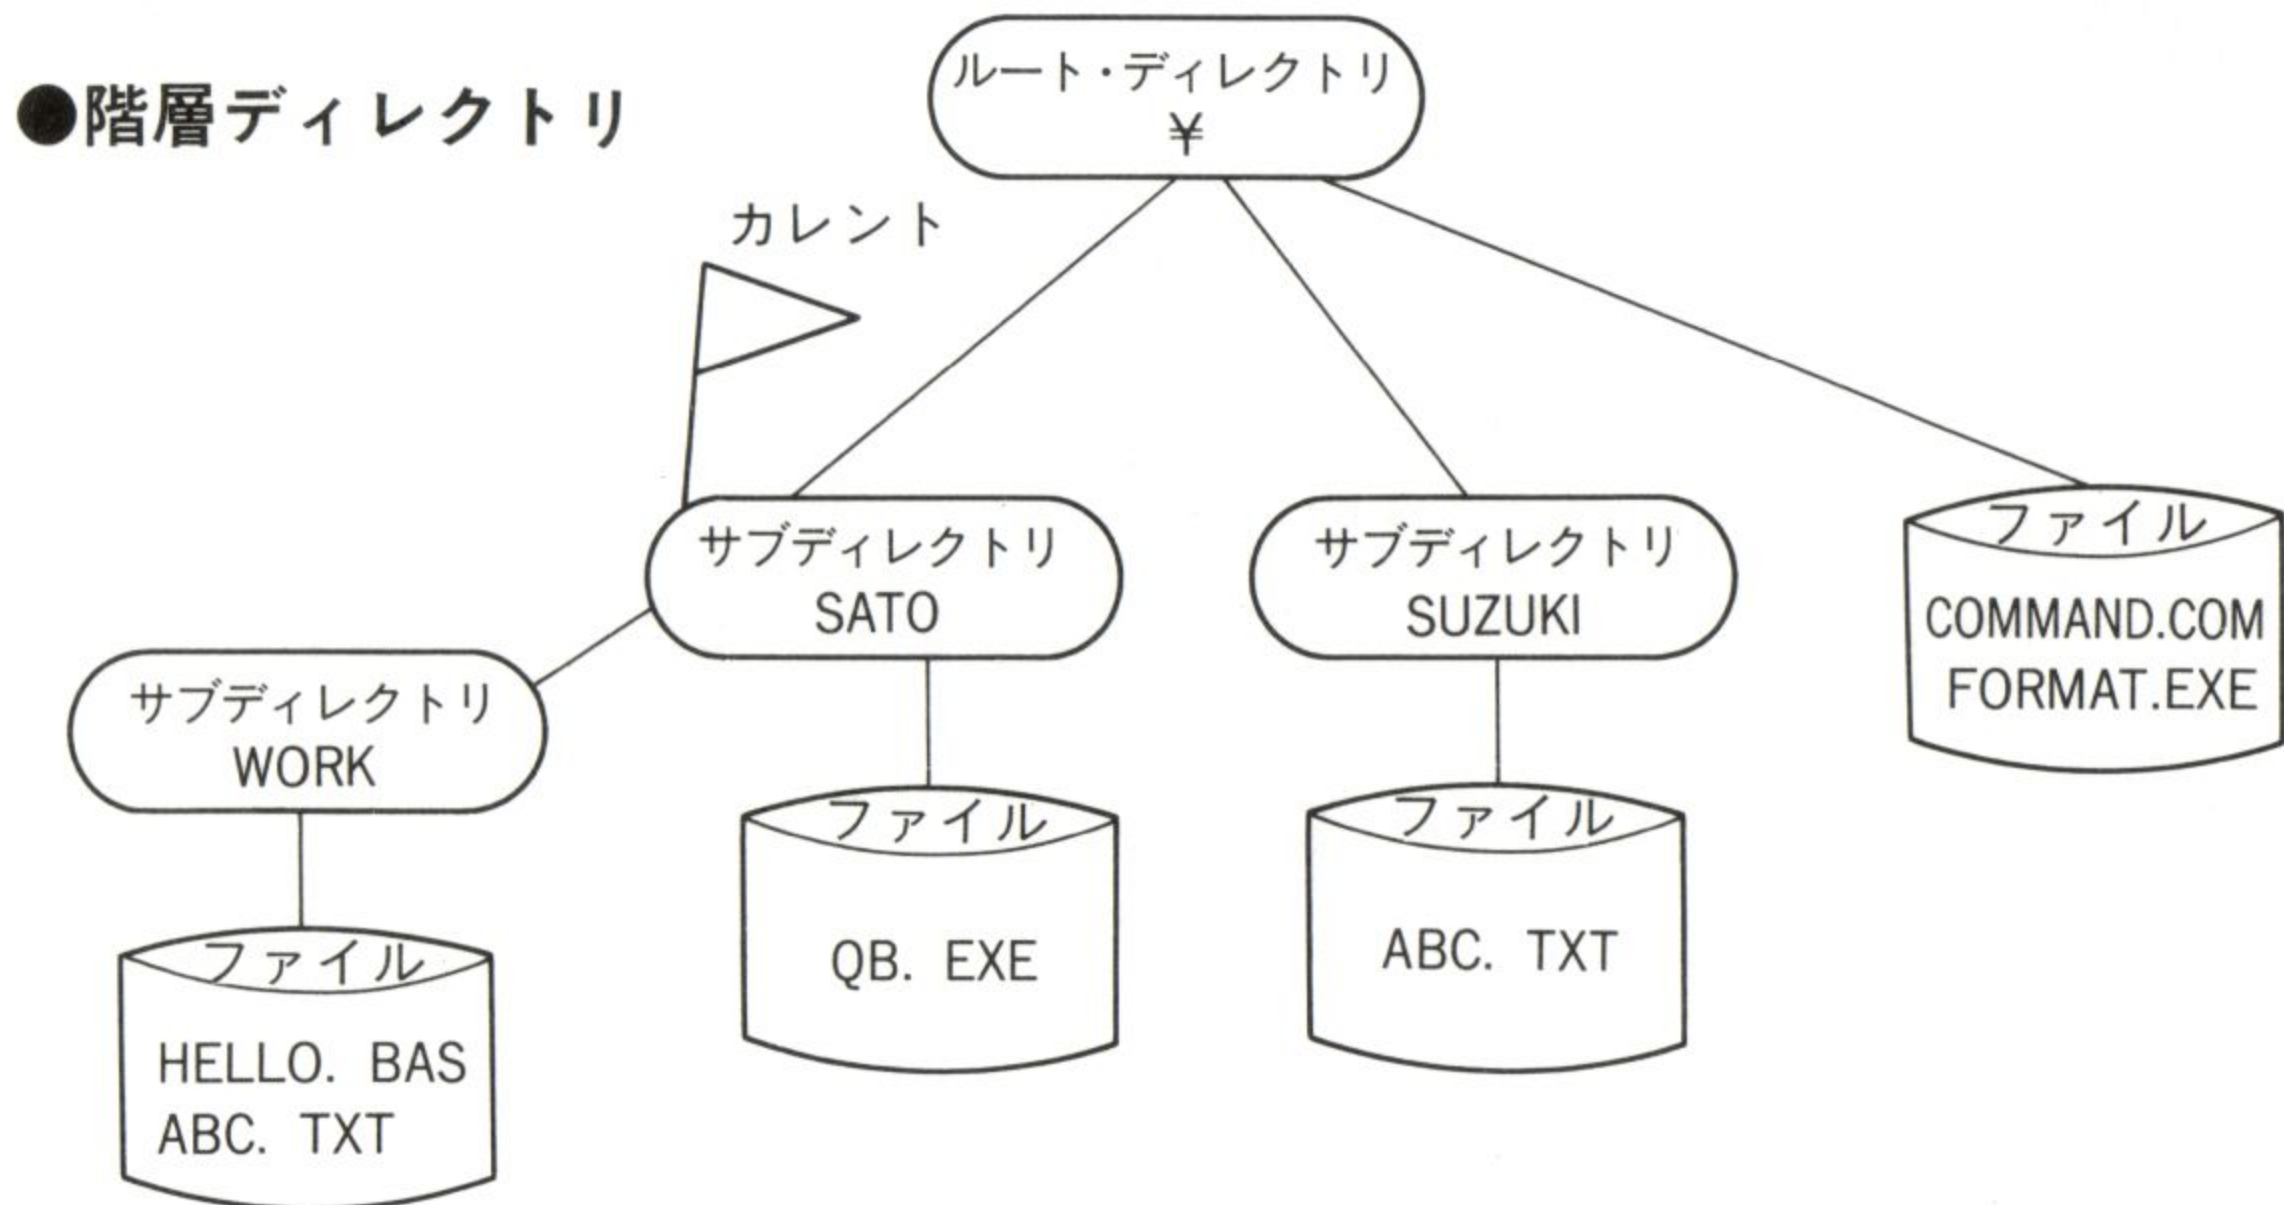 ●階層ディレクトリ
ルート・ディレクトリ
¥
カレント
サブディレクトリ
SATO
サブディレクトリ
SUZUKI
ファイル
COMMAND.COM
FORMAT.EXE
サブディレクトリ
WORK
ファイル
QB. EXE
ファイル
ABC. TXT
ファイル
HELLO. BAS
ABC. TXT